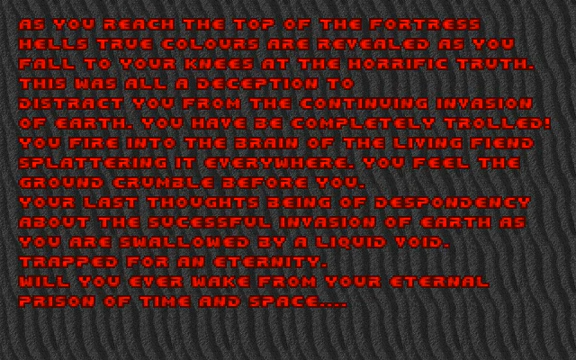 AS YOU REACH THE TOP OF THE FORTRESS
HELLS TRUE COLOURS ARE REVEALED AS YOU
FALL TO YOUR KNEES AT THE HORRIFIC TRUTH.
THIS WAS ALL A DECEPTION TO
DISTRACT YOU FROM THE CONTINUING INVASION
OF EARTH. YOU HAVE BE COMPLETELY TROLLED!
YOU FIRE INTO THE BRAIN OF THE LIVING FIEND
SPLATTERING IT EVERYWHERE. YOU FEEL THE
GROUND CRUMBLE BEFORE YOU.
YOUR LAST THOUGHTS BEING OF DESPONDENCY
ABOUT THE SUCESSFUL INVASION OF EARTH AS
YOU ARE SWALLOWED BY A LIQUID VOID.
TRAPPED FOR AN ETERNITY.
WILL YOU EVER WAKE FROM YOUR ETERNAL
PRISON OF TIME AND SPACE....